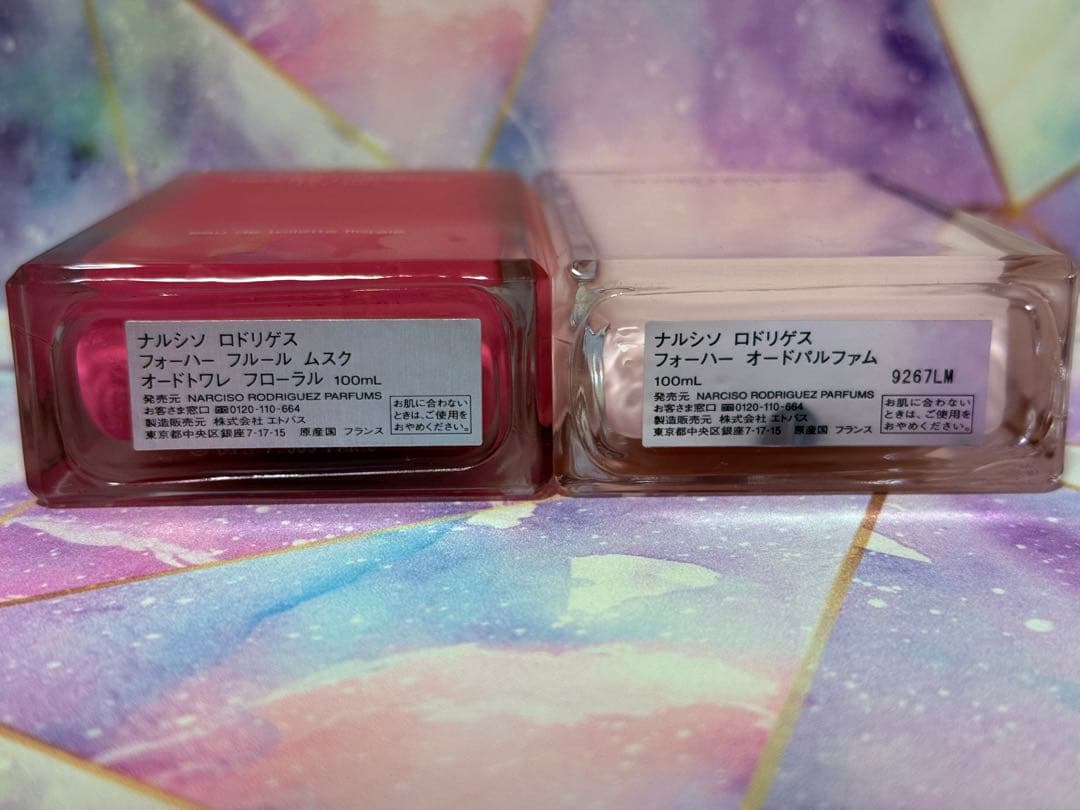 ナルシソ ロドリゲス
フォーハー フルール ムスク
オードトワレ フローラル 100mL
発売元 NARCISO RODRIGUEZ PARFUMS
お客さま窓口 0120-110-664
製造販売元 株式会社 エトバス
東京都中央区銀座7-17-15 原産国 フランス
お肌に合わない
ときは、ご使用を
おやめください。
ナルシソ ロドリゲス
フォーハー オードパルファム
100mL
9267LM
発売元 NARCISO RODRIGUEZ PARFUMS
お客さま窓口 0120-110-664
製造販売元 株式会社 エトバス
東京都中央区銀座7-17-15 原産国 フランス
お肌に合わない
ときは、ご使用を
おやめください。